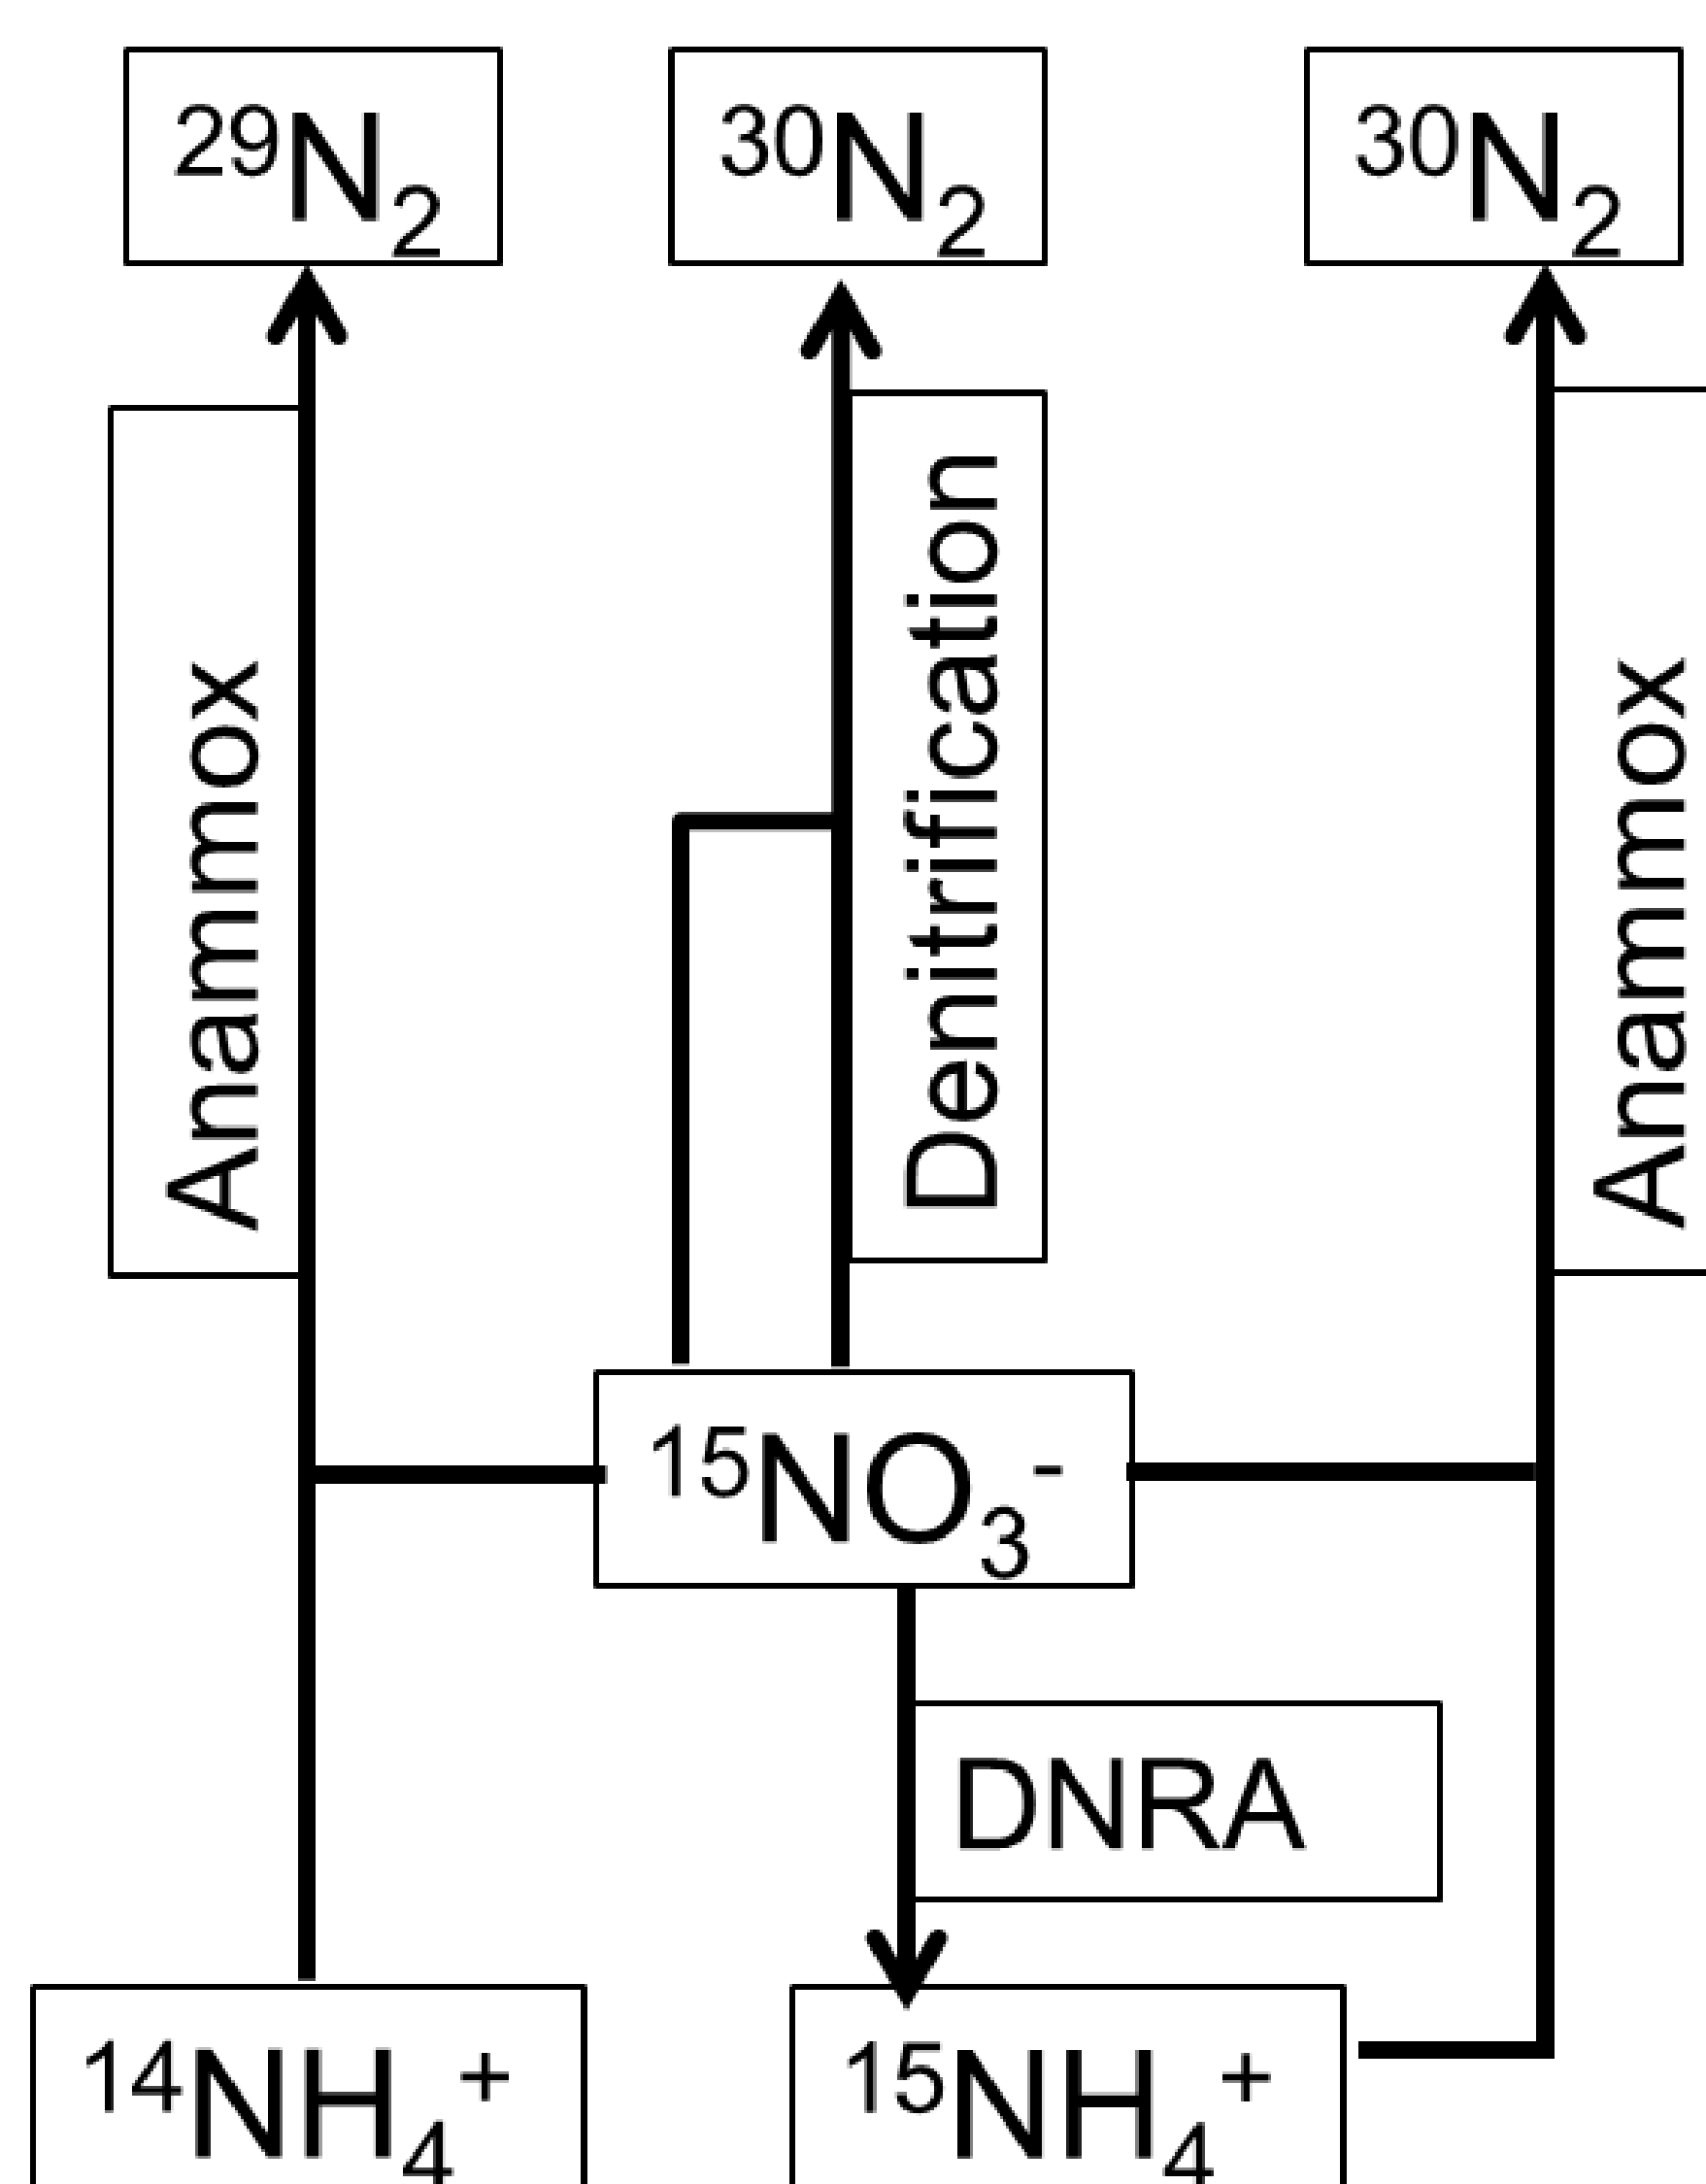 ²⁹N₂
³⁰N₂
³⁰N₂
Anammox
Denitrification
Anammox
¹⁵NO₃⁻
DNRA
¹⁴NH₄⁺
¹⁵NH₄⁺